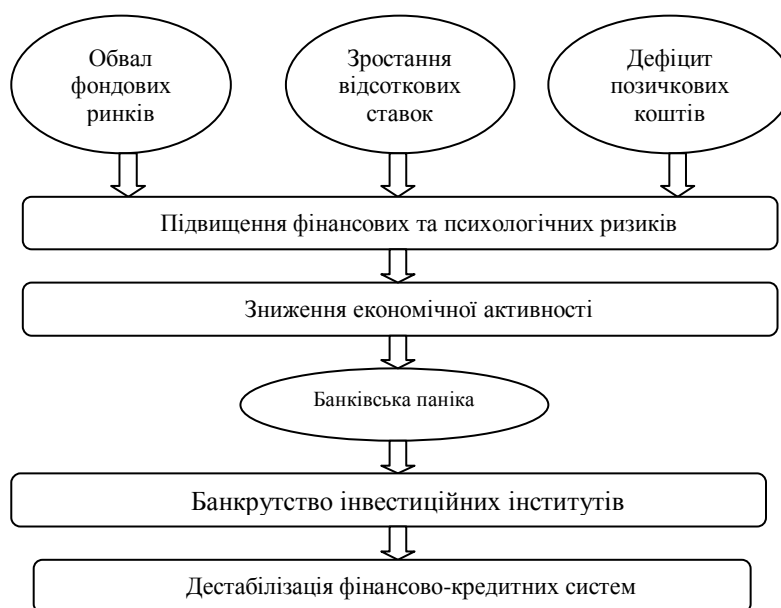 Обвал
фондових
ринків
Зростання
відсоткових
ставок
Дефіцит
позичкових
коштів
Підвищення фінансових та психологічних ризиків
Зниження економічної активності
Банківська паніка
Банкрутство інвестиційних інститутів
Дестабілізація фінансово-кредитних систем